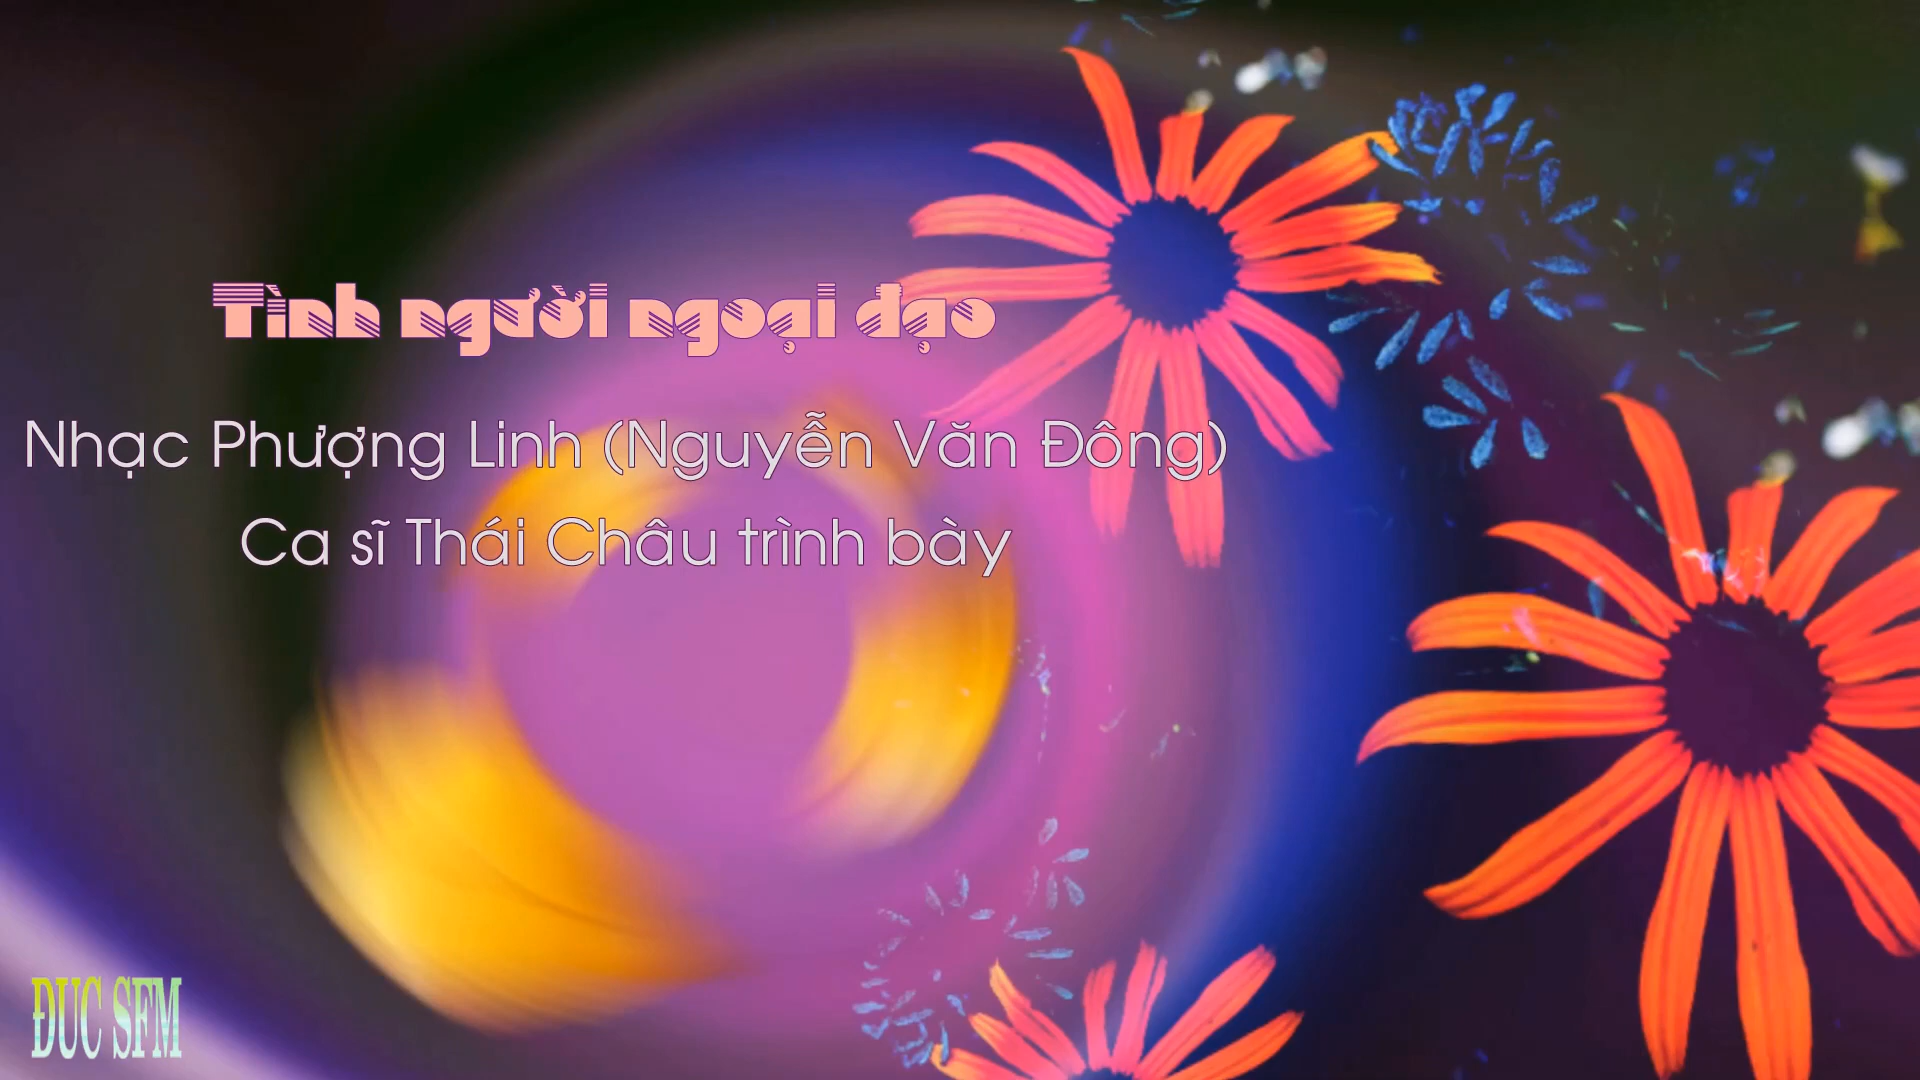 Tình người ngoại đạo
Nhạc Phượng Linh (Nguyễn Văn Đông)
Ca sĩ Thái Châu trình bày
ĐUC SFM